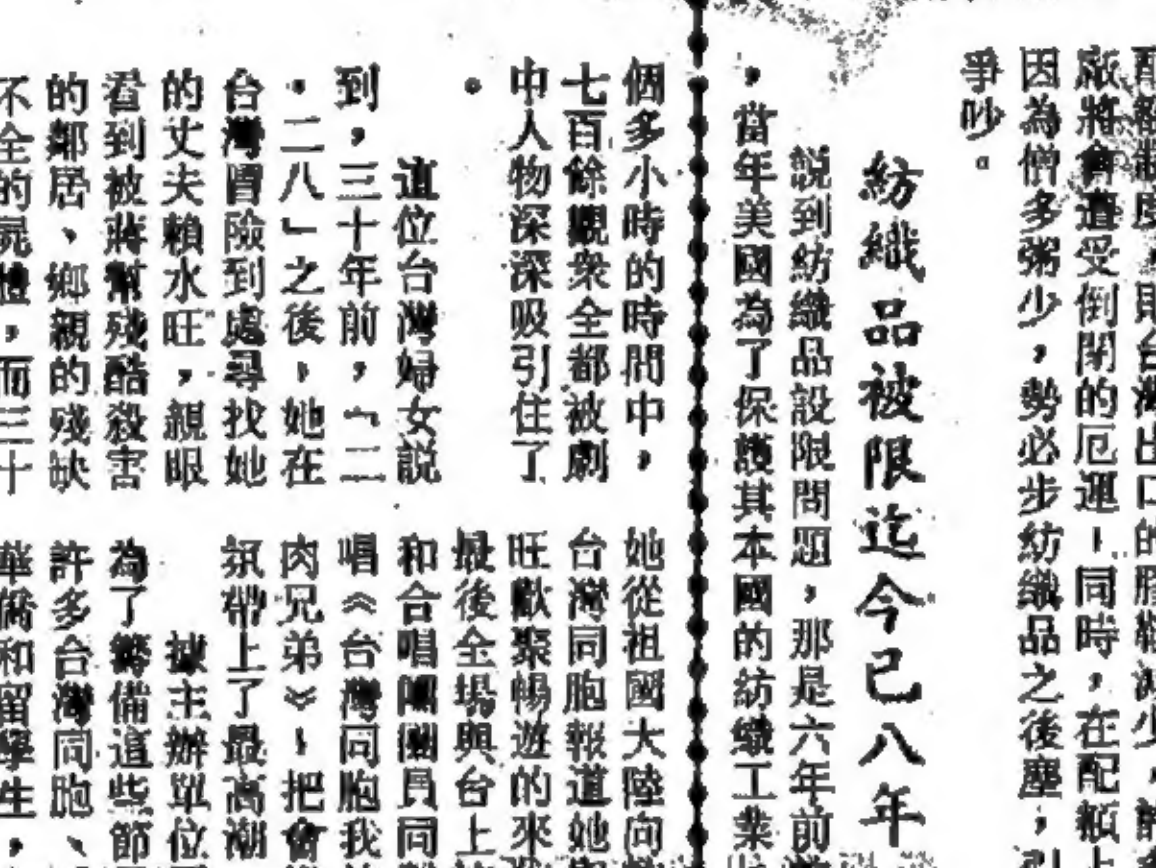 爭吵。
因為僧多粥少，勢必步紡織品之後塵，引
廠將會遭受倒閉的厄運！同時，在配額上
紡織品被限迄今已八年
說到紡織品設限問題，那是六年前
，當年美國為了保護其本國的紡織工業
個多小時的時間中，
七百餘觀衆全都被劇
中人物深深吸引住了
。
這位台灣婦女說
到，三十年前，「二
・二八」之後，她在
台灣冒險到處尋找她
的丈夫賴水旺，親眼
看到被蔣幫殘酷殺害
的鄰居、鄉親的殘缺
不全的屍體，而三十
她從祖國大陸向
台灣同胞報道她
旺歡聚暢遊的來
最後全場與台上
和合唱團團員同
唱《台灣同胞我
肉兄弟》！把會
氛帶上了最高潮
據主辦單位
為了籌備這些節
許多台灣同胞、
華僑和留學生，